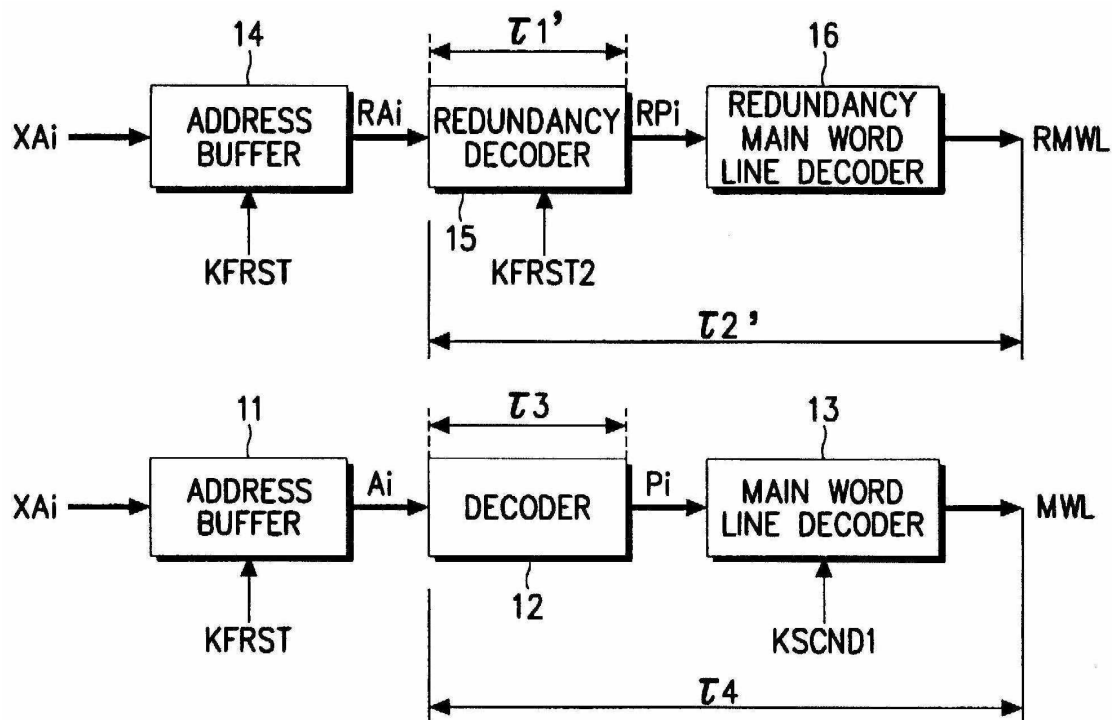 14
τ1'
16
XAi
ADDRESS
BUFFER
RAi
REDUNDANCY
DECODER
RPi
REDUNDANCY
MAIN WORD
LINE DECODER
RMWL
KFRST
15
KFRST2
τ2'
11
τ3
13
XAi
ADDRESS
BUFFER
Ai
DECODER
Pi
MAIN WORD
LINE DECODER
MWL
KFRST
12
KSCND1
τ4